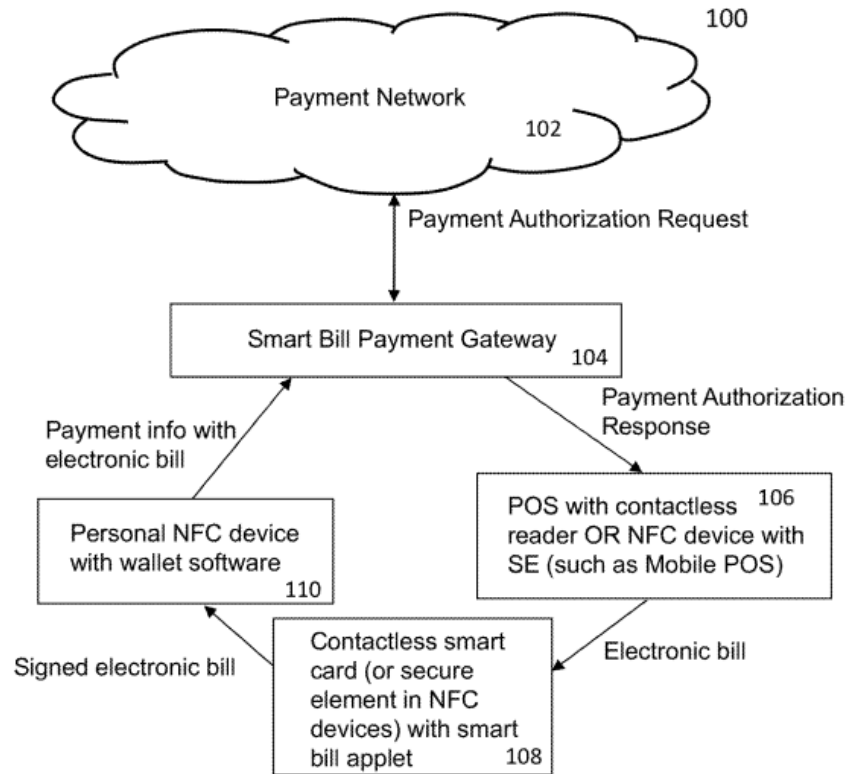 100
Payment Network
102
Payment Authorization Request
Smart Bill Payment Gateway
104
Payment Authorization
Response
Payment info with
electronic bill
POS with contactless 106
reader OR NFC device with
SE (such as Mobile POS)
Personal NFC device
with wallet software
110
Electronic bill
Signed electronic bill
Contactless smart
card (or secure
element in NFC
devices) with smart
bill applet
108